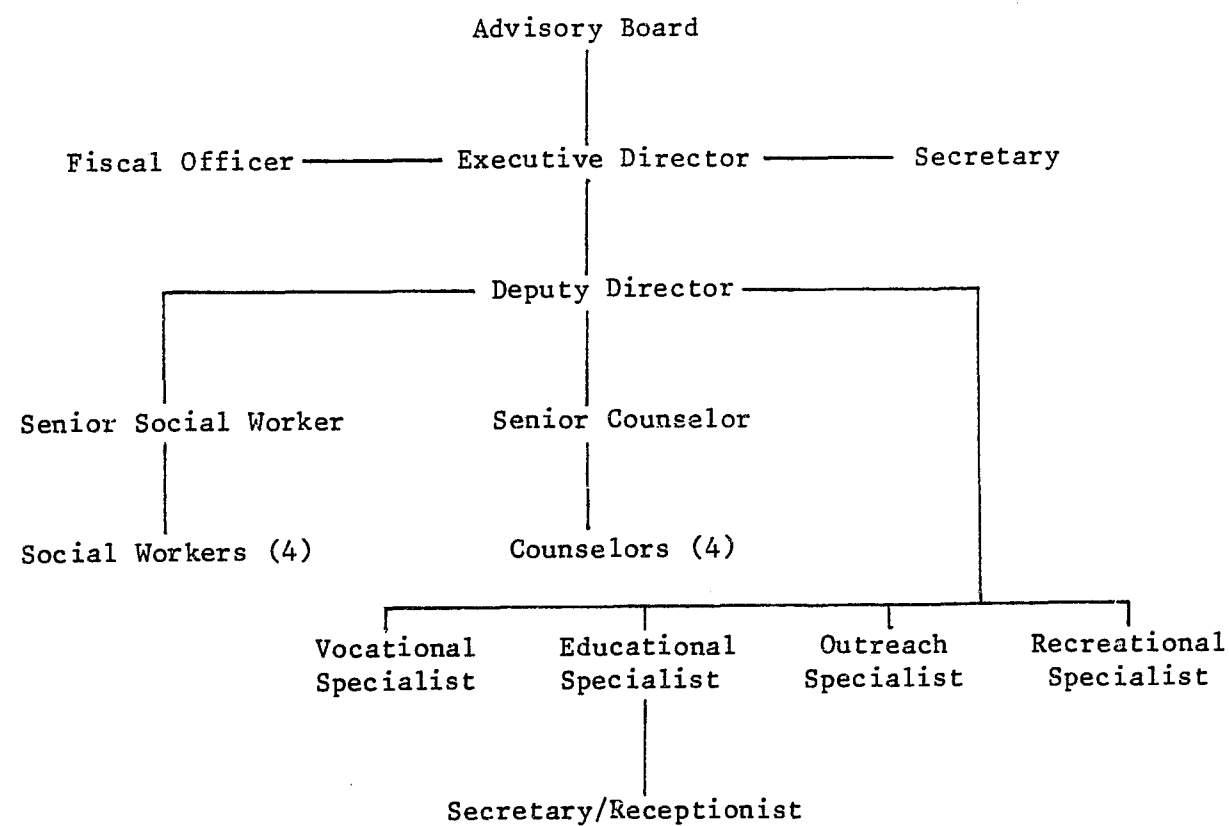 Advisory Board
Fiscal Officer Executive Director Secretary
Deputy Director
Senior Social Worker Senior Counselor
Social Workers (4) Counselors (4)
Vocational Educational Outreach Recreational
Specialist Specialist Specialist Specialist
Secretary/Receptionist